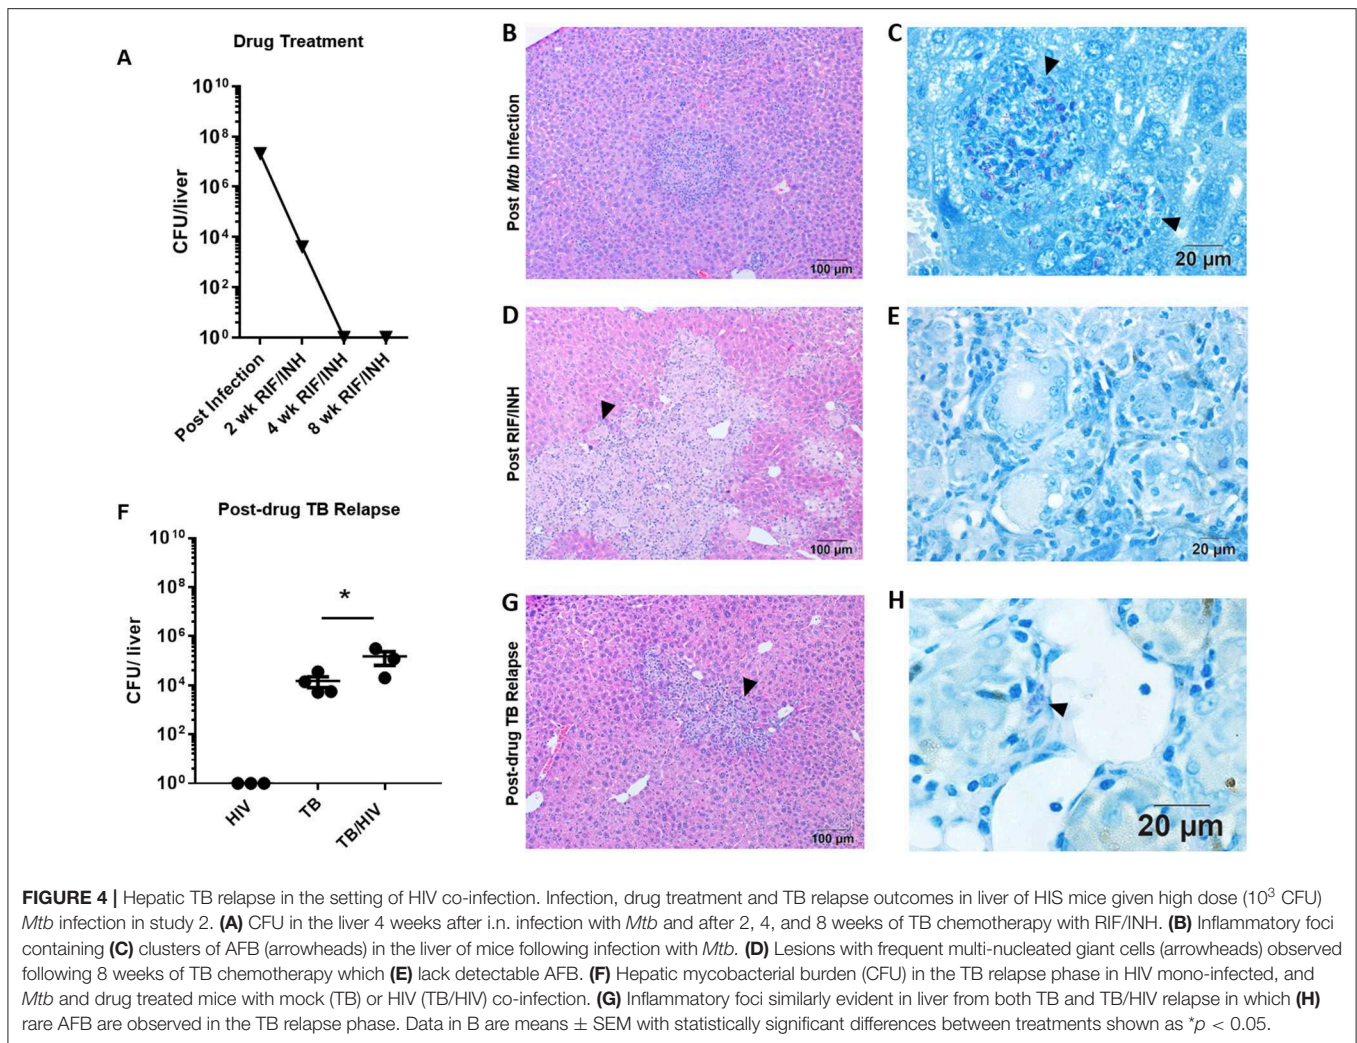 A
Drug Treatment
CFU/liver
10¹⁰
10⁸
10⁶
10⁴
10²
10⁰
Post Infection
2 wk RIF/INH
4 wk RIF/INH
8 wk RIF/INH
B
Post Mtb Infection
100 µm
C
20 µm
D
Post RIF/INH
100 µm
E
20 µm
F
Post-drug TB Relapse
CFU/ liver
10¹⁰
10⁸
10⁶
10⁴
10²
10⁰
*
HIV
TB
TB/HIV
G
Post-drug TB Relapse
100 µm
H
20 µm
FIGURE 4 | Hepatic TB relapse in the setting of HIV co-infection. Infection, drug treatment and TB relapse outcomes in liver of HIS mice given high dose (10³ CFU)
Mtb infection in study 2. (A) CFU in the liver 4 weeks after i.n. infection with Mtb and after 2, 4, and 8 weeks of TB chemotherapy with RIF/INH. (B) Inflammatory foci
containing (C) clusters of AFB (arrowheads) in the liver of mice following infection with Mtb. (D) Lesions with frequent multi-nucleated giant cells (arrowheads) observed
following 8 weeks of TB chemotherapy which (E) lack detectable AFB. (F) Hepatic mycobacterial burden (CFU) in the TB relapse phase in HIV mono-infected, and
Mtb and drug treated mice with mock (TB) or HIV (TB/HIV) co-infection. (G) Inflammatory foci similarly evident in liver from both TB and TB/HIV relapse in which (H)
rare AFB are observed in the TB relapse phase. Data in B are means ± SEM with statistically significant differences between treatments shown as *p < 0.05.